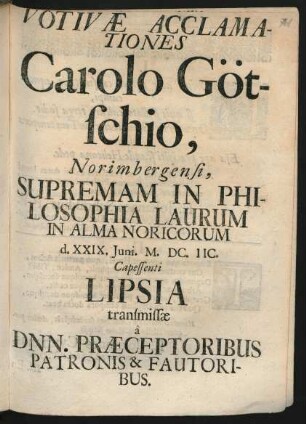 VOTIVÆ ACCLAMA-
TIONES
Carolo Göt-
ſchio,
Norimbergenſi,
SUPREMAM IN PHI-
LOSOPHIA LAURUM
IN ALMA NORICORUM
d. XXIX. Juni. M. DC. IIC.
Capeſſenti
LIPSIA
transmiſſæ
à
DNN. PRÆCEPTORIBUS
PATRONIS & FAUTORI-
BUS.